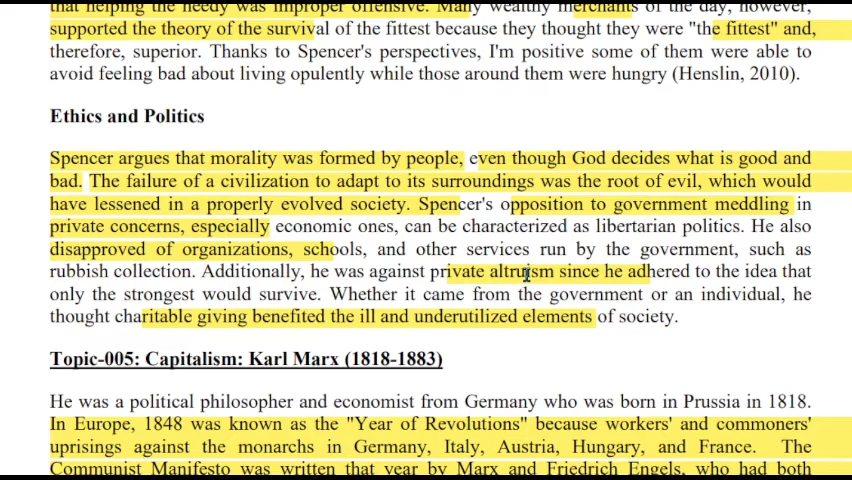 that helping the needy was improper offensive. Many wealthy merchants of the day, however,
supported the theory of the survival of the fittest because they thought they were "the fittest" and,
therefore, superior. Thanks to Spencer's perspectives, I'm positive some of them were able to
avoid feeling bad about living opulently while those around them were hungry (Henslin, 2010).
Ethics and Politics
Spencer argues that morality was formed by people, even though God decides what is good and
bad. The failure of a civilization to adapt to its surroundings was the root of evil, which would
have lessened in a properly evolved society. Spencer's opposition to government meddling in
private concerns, especially economic ones, can be characterized as libertarian politics. He also
disapproved of organizations, schools, and other services run by the government, such as
rubbish collection. Additionally, he was against private altruism since he adhered to the idea that
only the strongest would survive. Whether it came from the government or an individual, he
thought charitable giving benefited the ill and underutilized elements of society.
Topic-005: Capitalism: Karl Marx (1818-1883)
He was a political philosopher and economist from Germany who was born in Prussia in 1818.
In Europe, 1848 was known as the "Year of Revolutions" because workers' and commoners'
uprisings against the monarchs in Germany, Italy, Austria, Hungary, and France. The
Communist Manifesto was written that year by Marx and Friedrich Engels, who had both